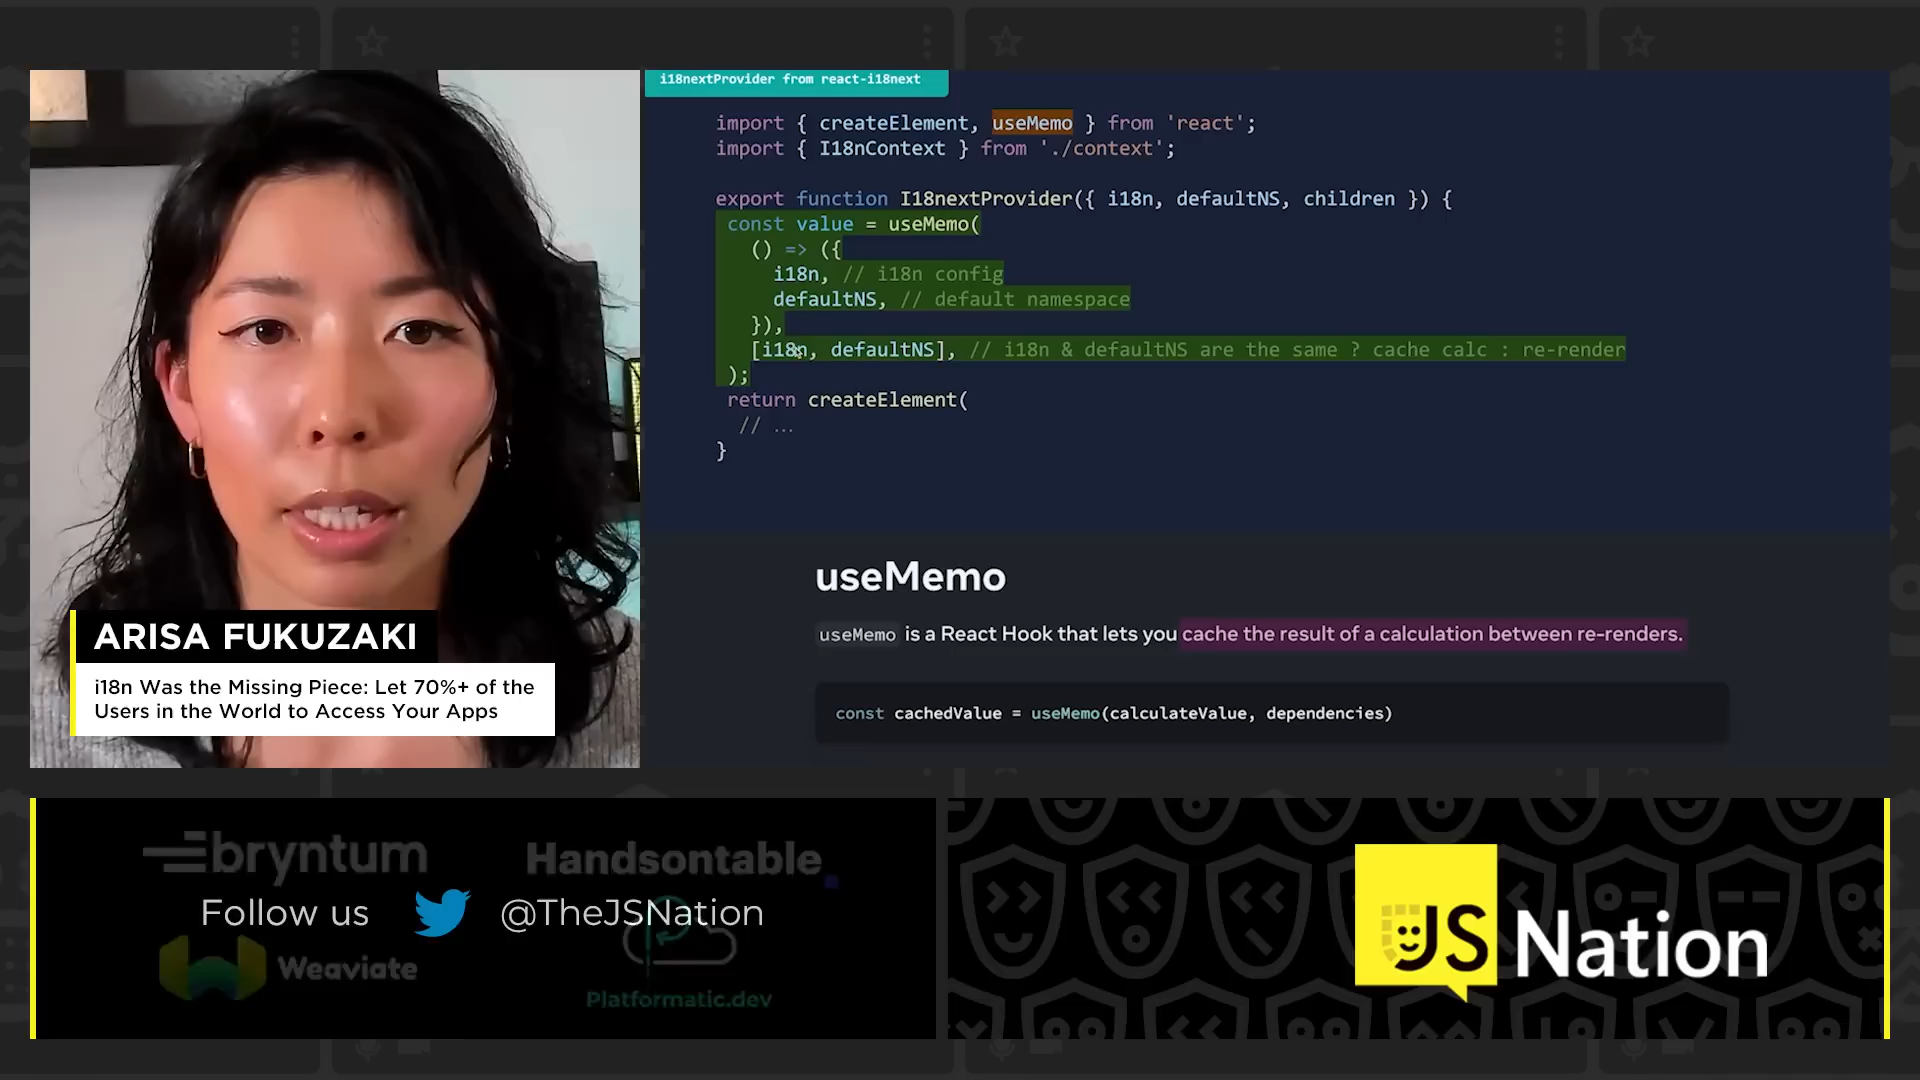 i18nextProvider from react-i18next
import { createElement, useMemo } from 'react';
import { I18nContext } from './context';
export function I18nextProvider({ i18n, defaultNS, children }) {
const value = useMemo(
() => ({
i18n, // i18n config
defaultNS, // default namespace
}),
[i18n, defaultNS], // i18n & defaultNS are the same ? cache calc : re-render
);
return createElement(
// ...
}
useMemo
useMemo is a React Hook that lets you cache the result of a calculation between re-renders.
const cachedValue = useMemo(calculateValue, dependencies)
ARISA FUKUZAKI
i18n Was the Missing Piece: Let 70%+ of the
Users in the World to Access Your Apps
bryntum
Handsontable
Follow us @TheJSNation
Weaviate
Platformatic.dev
JS Nation